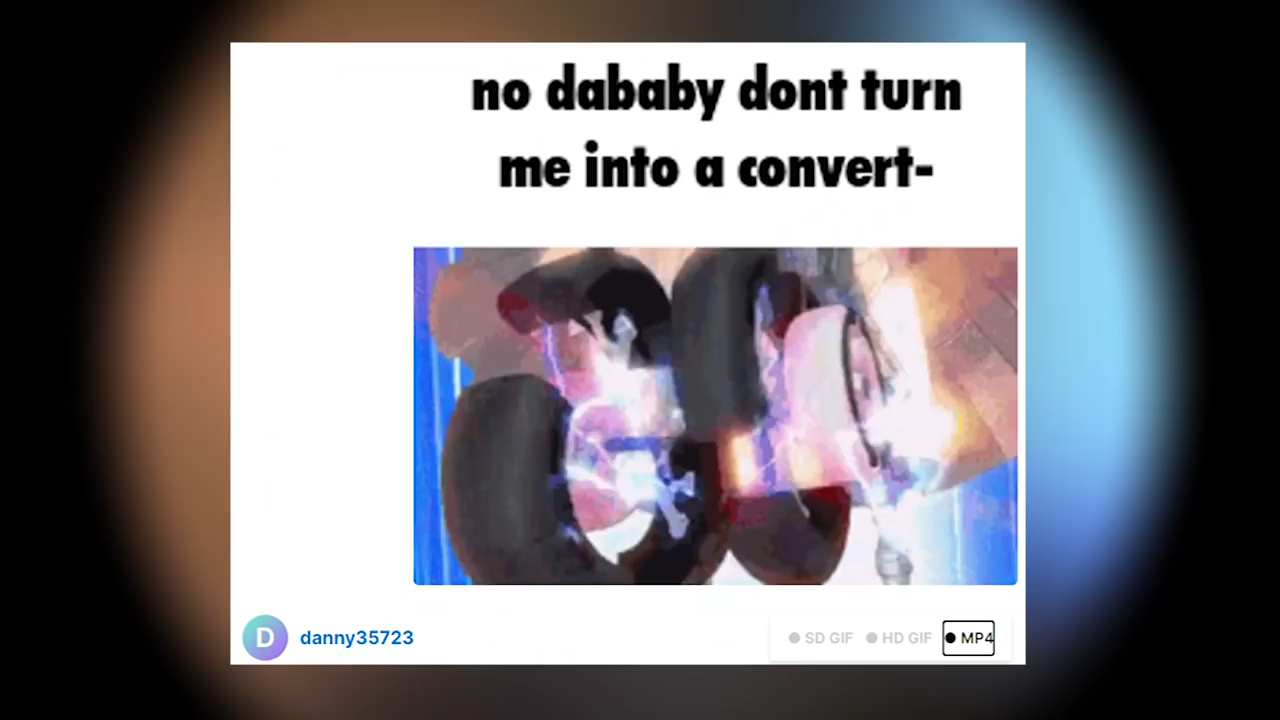 no dababy dont turn
me into a convert-
D danny35723
SD GIF HD GIF MP4